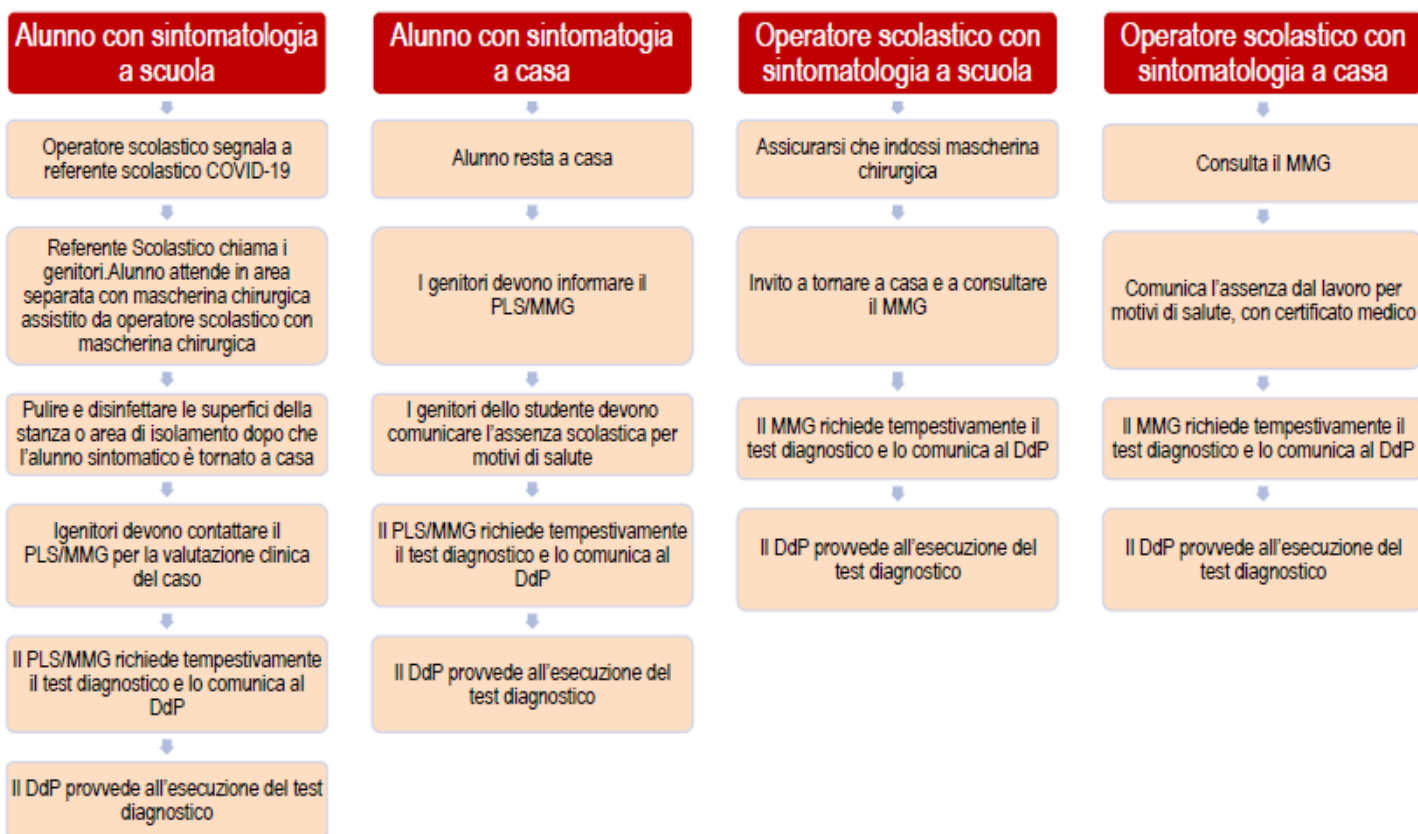 Alunno con sintomatologia
a scuola
Operatore scolastico segnala a
referente scolastico COVID-19
Referente Scolastico chiama i
genitori.Alunno attende in area
separata con mascherina chirurgica
assistito da operatore scolastico con
mascherina chirurgica
Pulire e disinfettare le superfici della
stanza o area di isolamento dopo che
l'alunno sintomatico è tornato a casa
Igenitori devono contattare il
PLS/MMG per la valutazione clinica
del caso
Il PLS/MMG richiede tempestivamente
il test diagnostico e lo comunica al
DdP
Il DdP provvede all'esecuzione del test
diagnostico
Alunno con sintomatogia
a casa
Alunno resta a casa
I genitori devono informare il
PLS/MMG
I genitori dello studente devono
comunicare l'assenza scolastica per
motivi di salute
Il PLS/MMG richiede tempestivamente
il test diagnostico e lo comunica al
DdP
Il DdP provvede all'esecuzione del
test diagnostico
Operatore scolastico con
sintomatologia a scuola
Assicurarsi che indossi mascherina
chirurgica
Invito a tornare a casa e a consultare
il MMG
Il MMG richiede tempestivamente il
test diagnostico e lo comunica al DdP
Il DdP provvede all'esecuzione del
test diagnostico
Operatore scolastico con
sintomatologia a casa
Consulta il MMG
Comunica l'assenza dal lavoro per
motivi di salute, con certificato medico
Il MMG richiede tempestivamente il
test diagnostico e lo comunica al DdP
Il DdP provvede all'esecuzione del
test diagnostico